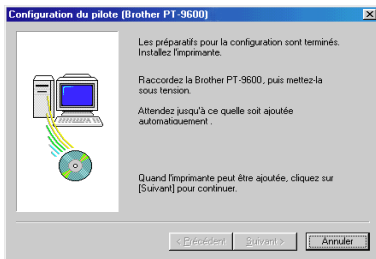 Configuration du pilote (Brother PT-9600)
Les préparatifs pour la configuration sont terminés.
Installez l'imprimante.
Raccordez la Brother PT-9600, puis mettez-la
sous tension.
Attendez jusqu'à ce quelle soit ajoutée
automatiquement .
Quand l'imprimante peut être ajoutée, cliquez sur
[Suivant] pour continuer.
< Précédent Suivant > Annuler